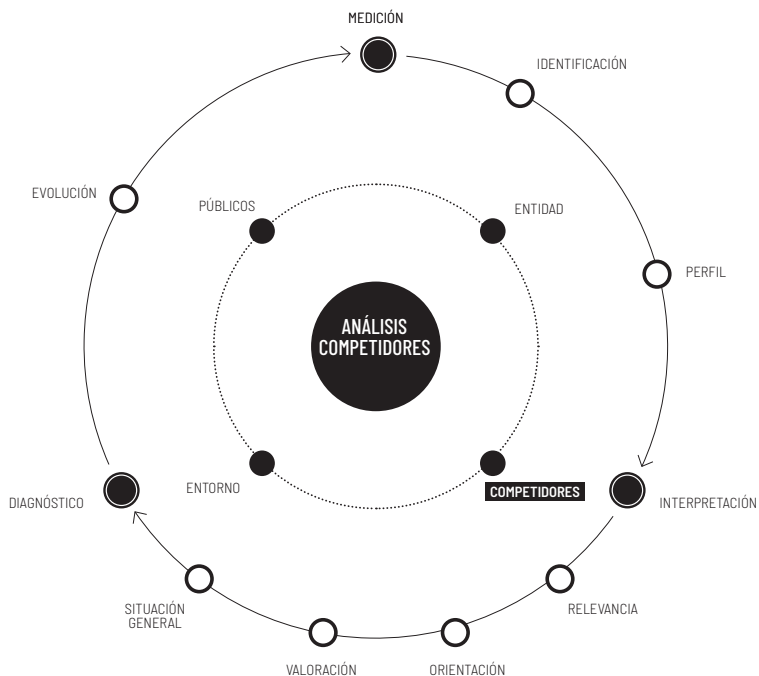 MEDICIÓN
IDENTIFICACIÓN
EVOLUCIÓN
PÚBLICOS
ENTIDAD
PERFIL
ANÁLISIS
COMPETIDORES
ENTORNO
COMPETIDORES
DIAGNÓSTICO
INTERPRETACIÓN
SITUACIÓN
GENERAL
RELEVANCIA
VALORACIÓN
ORIENTACIÓN